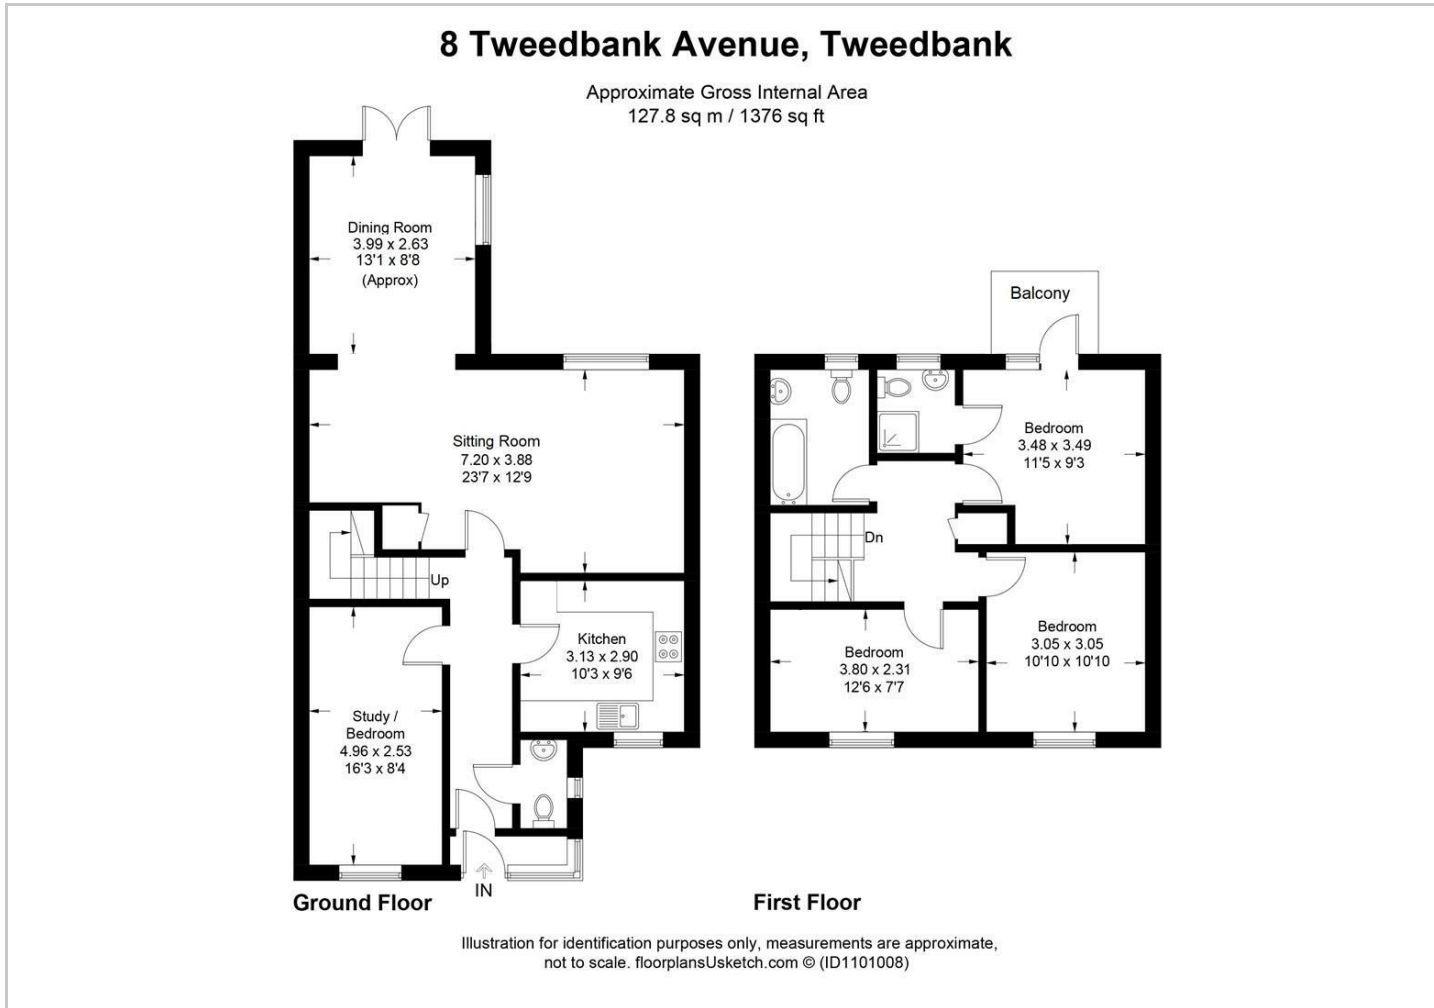 8 Tweedbank Avenue, Tweedbank
Approximate Gross Internal Area
127.8 sq m / 1376 sq ft
Dining Room
3.99 x 2.63
13'1 x 8'8
(Approx)
Sitting Room
7.20 x 3.88
23'7 x 12'9
Up
Kitchen
3.13 x 2.90
10'3 x 9'6
Study /
Bedroom
4.96 x 2.53
16'3 x 8'4
IN
Ground Floor
Balcony
Bedroom
3.48 x 3.49
11'5 x 9'3
Dn
Bedroom
3.05 x 3.05
10'10 x 10'10
Bedroom
3.80 x 2.31
12'6 x 7'7
First Floor
Illustration for identification purposes only, measurements are approximate,
not to scale. floorplansUsketch.com © (ID1101008)